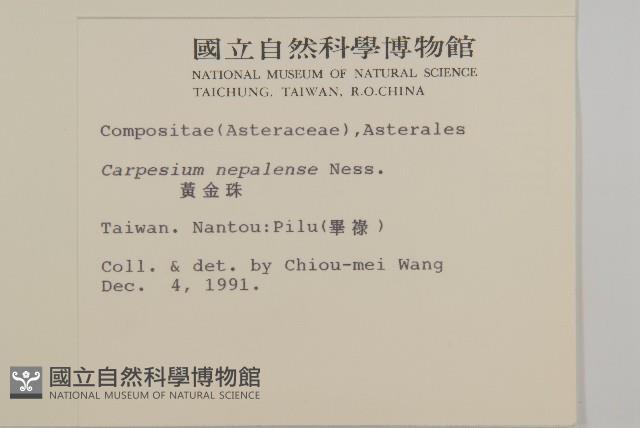 國立自然科學博物館
NATIONAL MUSEUM OF NATURAL SCIENCE
TAICHUNG, TAIWAN, R.O.CHINA
Compositae(Asteraceae),Asterales
Carpesium nepalense Ness.
黃金珠
Taiwan. Nantou:Pilu(畢祿)
Coll. & det. by Chiou-mei Wang
Dec. 4, 1991.
國立自然科學博物館
NATIONAL MUSEUM OF NATURAL SCIENCE